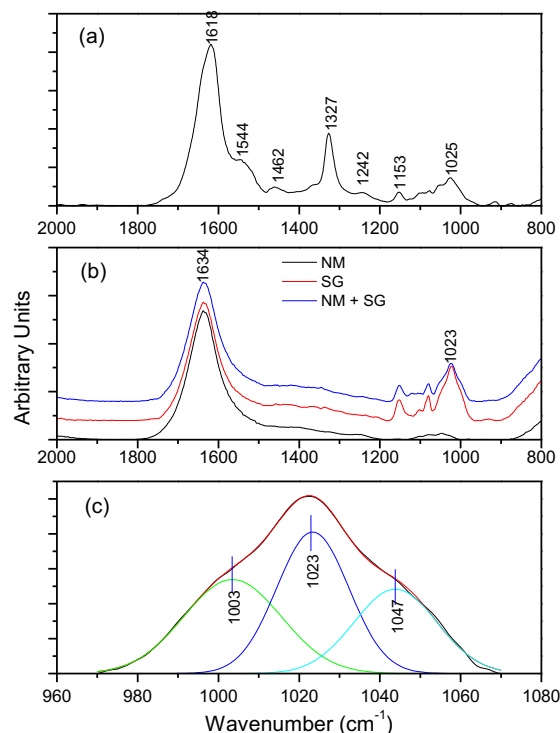 (a)
1618
1544
1462
1327
1242
1153
1025
2000 1800 1600 1400 1200 1000 800
(b)
1634
NM
SG
NM + SG
1023
Arbitrary Units
2000 1800 1600 1400 1200 1000 800
(c)
1003
1023
1047
960 980 1000 1020 1040 1060 1080
Wavenumber (cm⁻¹)